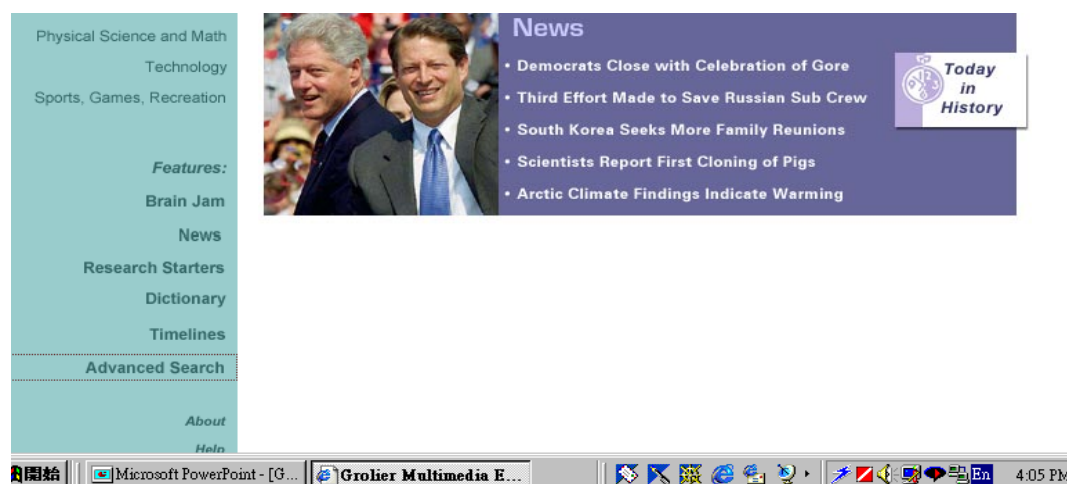 Physical Science and Math
Technology
Sports, Games, Recreation
Features:
Brain Jam
News
Research Starters
Dictionary
Timelines
Advanced Search
About
Help
News
• Democrats Close with Celebration of Gore
• Third Effort Made to Save Russian Sub Crew
• South Korea Seeks More Family Reunions
• Scientists Report First Cloning of Pigs
• Arctic Climate Findings Indicate Warming
Today
in
History
開始
Microsoft PowerPoint - [G...
Grolier Multimedia E...
En
4:05 PM